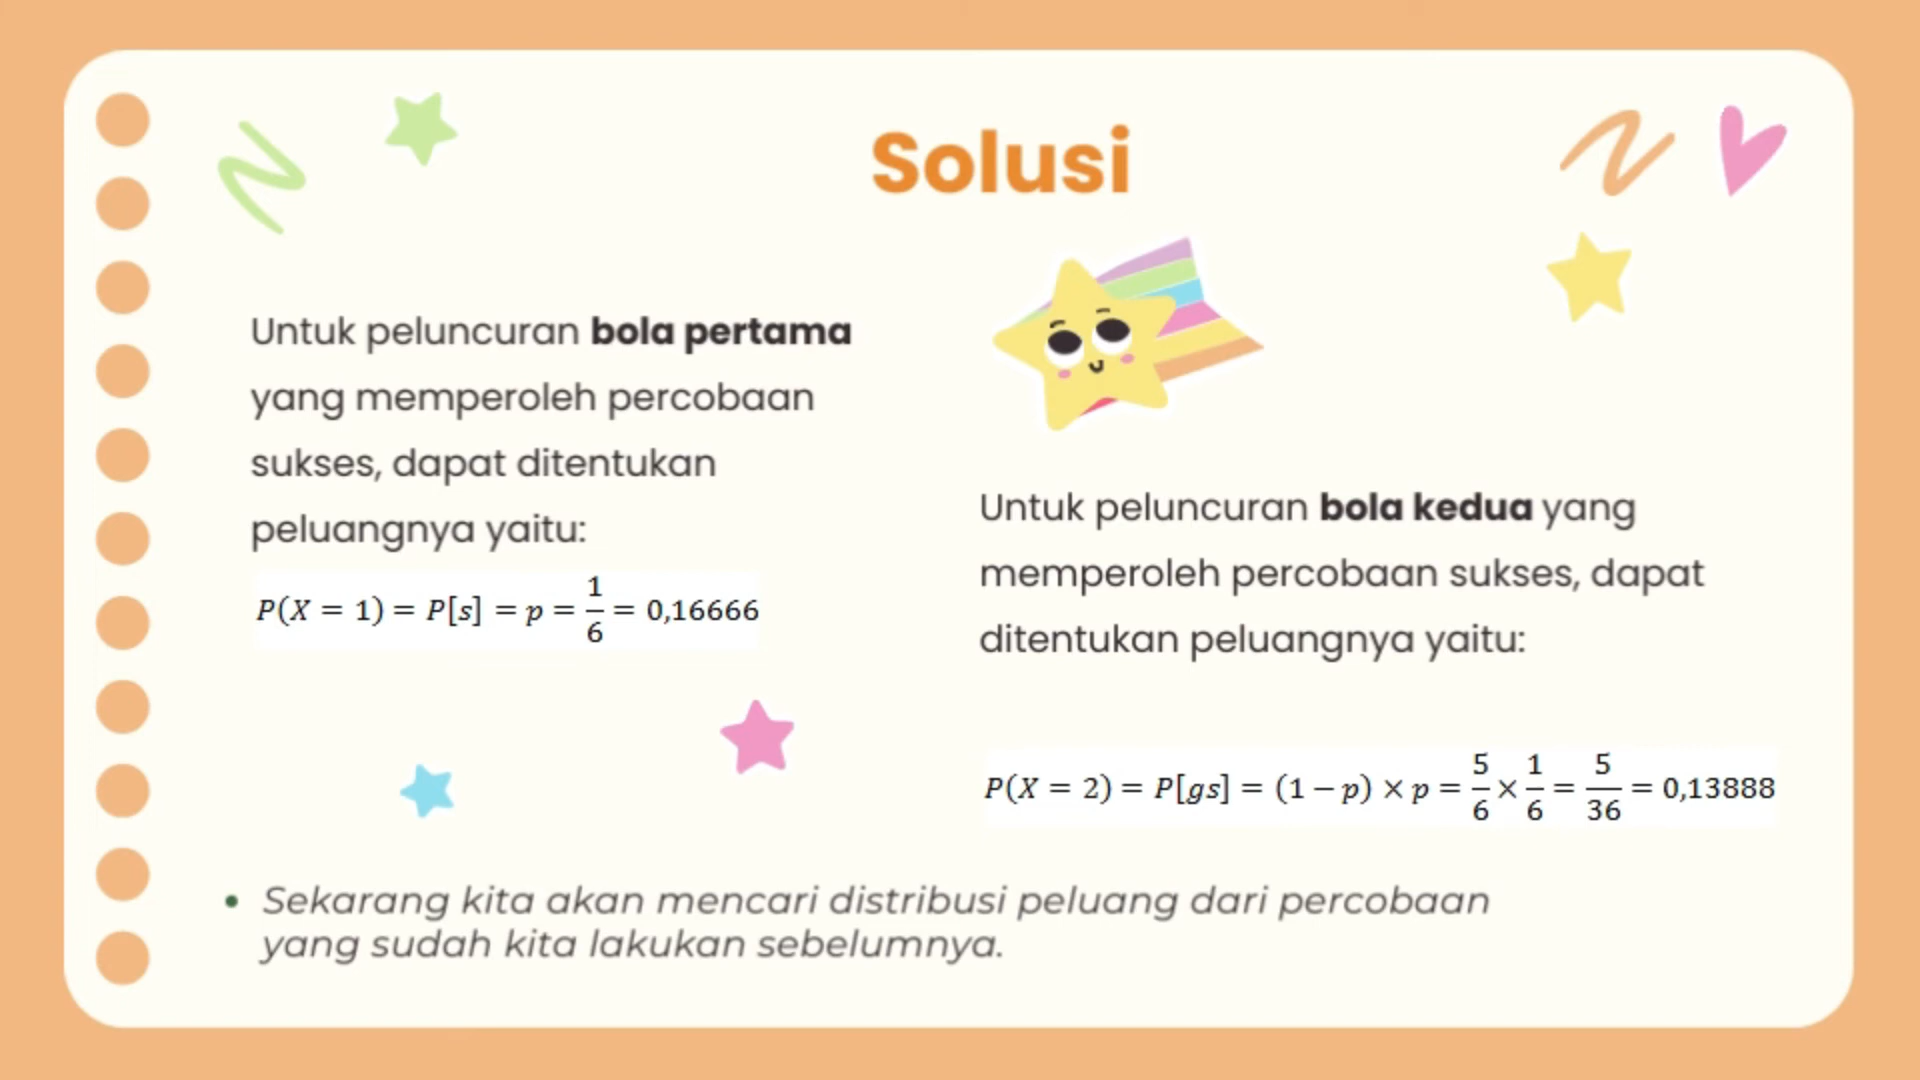 Solusi
Untuk peluncuran bola pertama
yang memperoleh percobaan
sukses, dapat ditentukan
peluangnya yaitu:
P(X = 1) = P[s] = p = 1/6 = 0,16666
Untuk peluncuran bola kedua yang
memperoleh percobaan sukses, dapat
ditentukan peluangnya yaitu:
P(X = 2) = P[gs] = (1 − p) × p = 5/6 × 1/6 = 5/36 = 0,13888
• Sekarang kita akan mencari distribusi peluang dari percobaan
yang sudah kita lakukan sebelumnya.